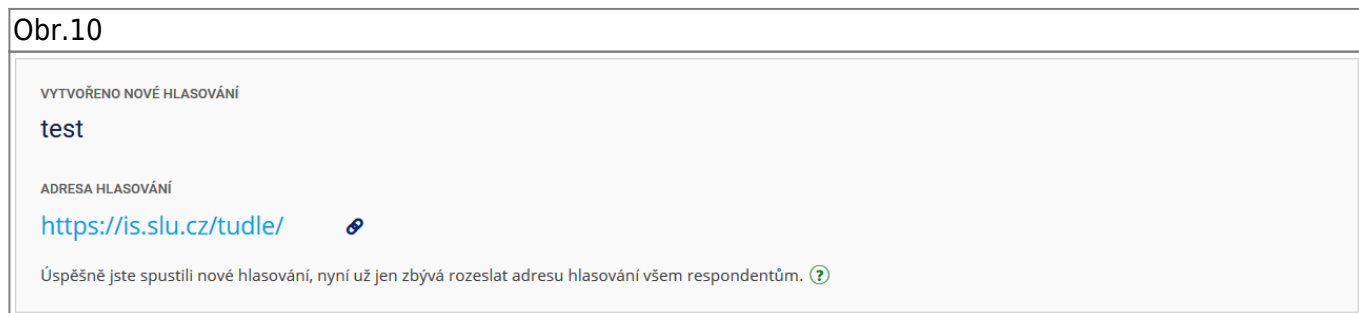 Obr.10
VYTVOŘENO NOVÉ HLASOVÁNÍ
test
ADRESA HLASOVÁNÍ
https://is.slu.cz/tudle/
Úspěšně jste spustili nové hlasování, nyní už jen zbývá rozeslat adresu hlasování všem respondentům. ?